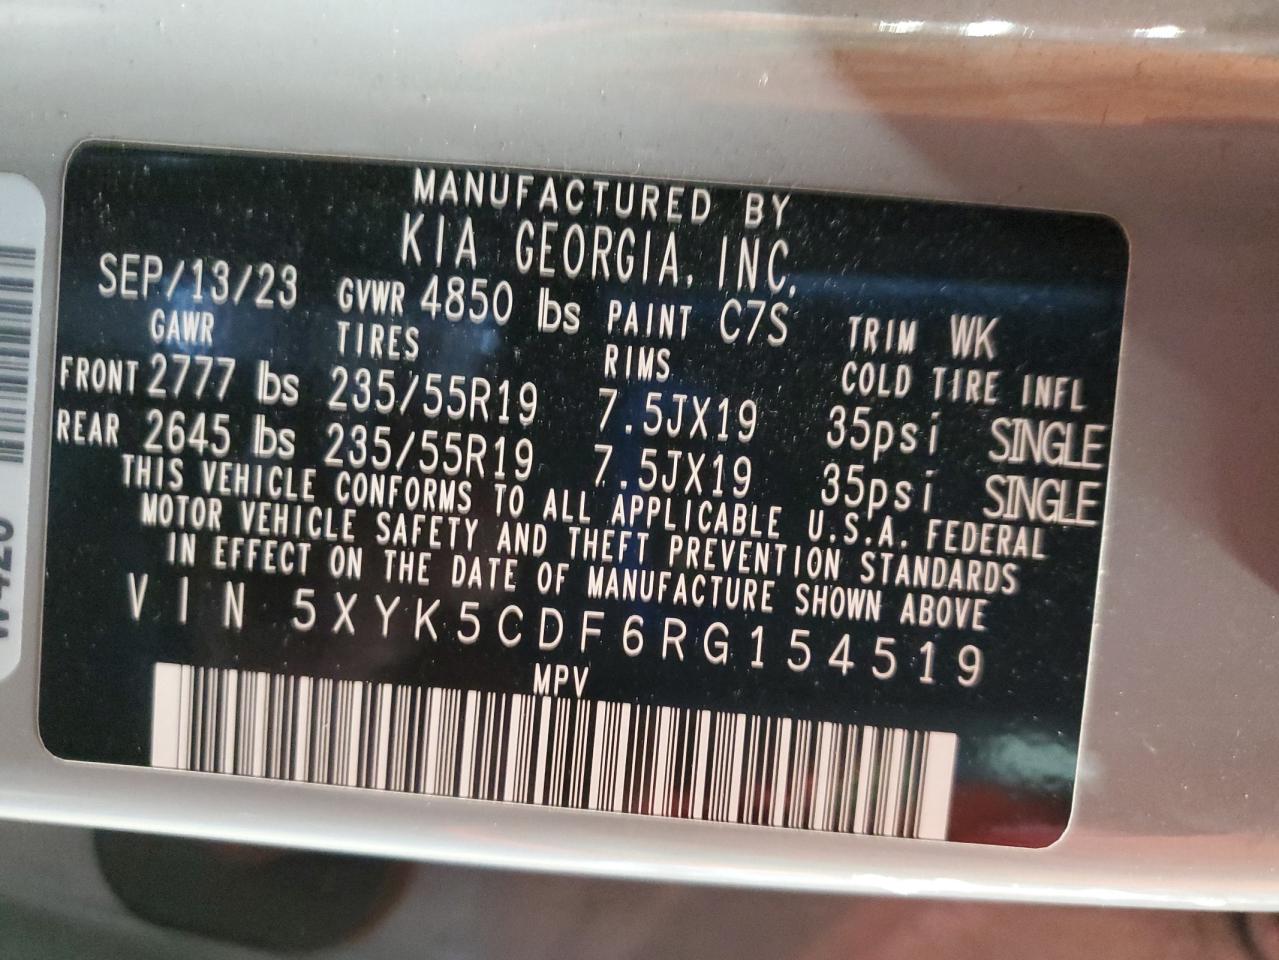 MANUFACTURED BY
KIA GEORGIA, INC.
SEP/13/23 GVWR 4850 lbs PAINT C7S TRIM WK
GAWR TIRES RIMS COLD TIRE INFL
FRONT 2777 lbs 235/55R19 7.5JX19 35psi SINGLE
REAR 2645 lbs 235/55R19 7.5JX19 35psi SINGLE
THIS VEHICLE CONFORMS TO ALL APPLICABLE U.S.A. FEDERAL
MOTOR VEHICLE SAFETY AND THEFT PREVENTION STANDARDS
IN EFFECT ON THE DATE OF MANUFACTURE SHOWN ABOVE
VIN 5XYK5CDF6RG154519
MPV